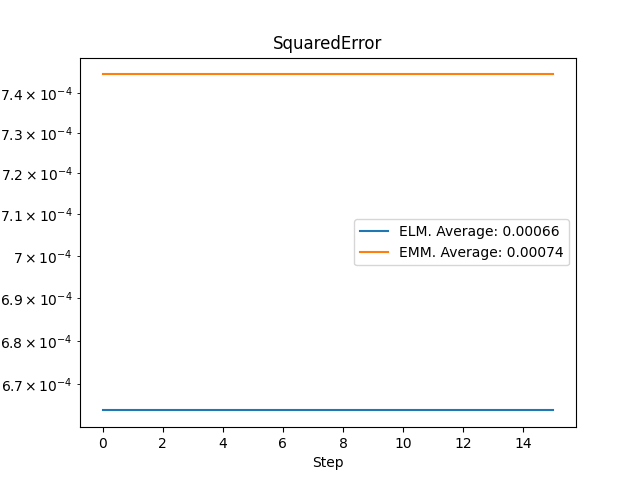 SquaredError
7.4 × 10⁻⁴
7.3 × 10⁻⁴
7.2 × 10⁻⁴
7.1 × 10⁻⁴
7 × 10⁻⁴
6.9 × 10⁻⁴
6.8 × 10⁻⁴
6.7 × 10⁻⁴
ELM. Average: 0.00066
EMM. Average: 0.00074
0 2 4 6 8 10 12 14
Step